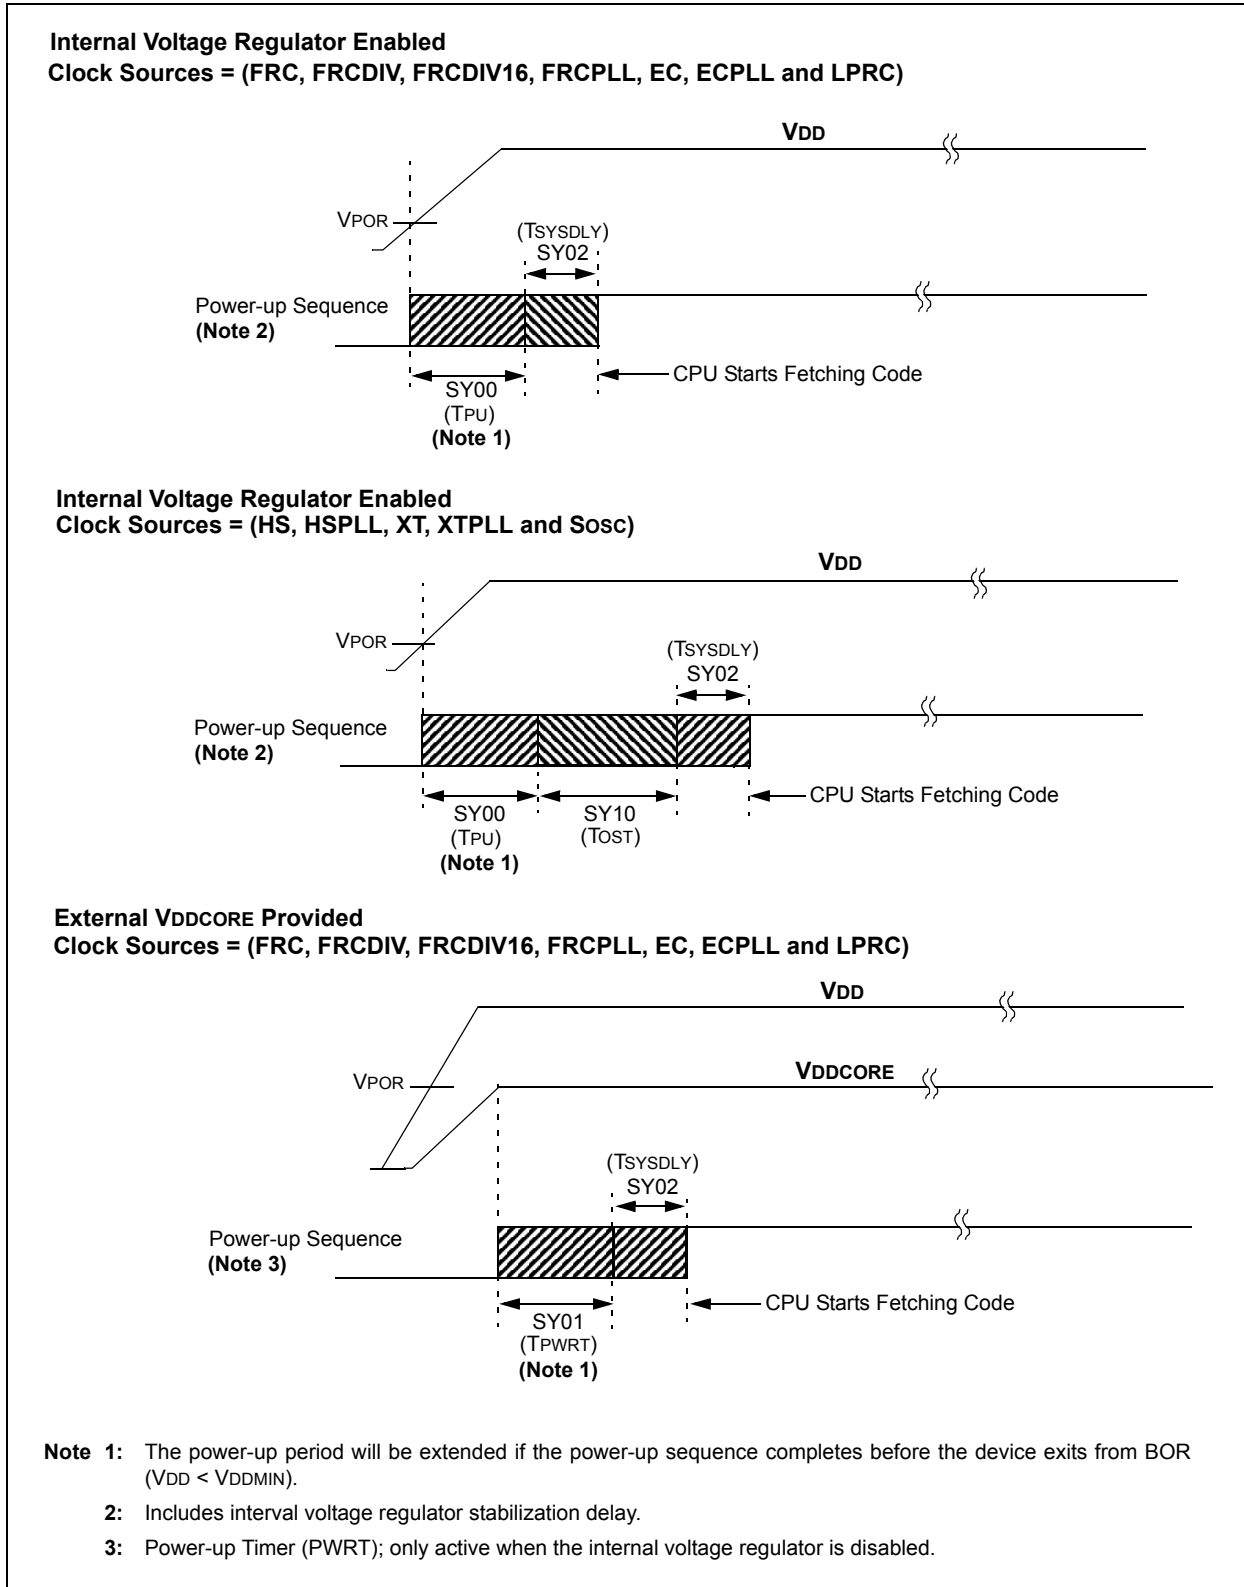 Internal Voltage Regulator Enabled
Clock Sources = (FRC, FRCDIV, FRCDIV16, FRCPLL, EC, ECPLL and LPRC)
VDD
VPOR
(TSYSDLY)
SY02
Power-up Sequence
(Note 2)
CPU Starts Fetching Code
SY00
(TPU)
(Note 1)
Internal Voltage Regulator Enabled
Clock Sources = (HS, HSPLL, XT, XTPLL and SOSC)
VDD
VPOR
(TSYSDLY)
SY02
Power-up Sequence
(Note 2)
CPU Starts Fetching Code
SY00
(TPU)
(Note 1)
SY10
(TOST)
External VDDCORE Provided
Clock Sources = (FRC, FRCDIV, FRCDIV16, FRCPLL, EC, ECPLL and LPRC)
VDD
VPOR
VDDCORE
(TSYSDLY)
SY02
Power-up Sequence
(Note 3)
CPU Starts Fetching Code
SY01
(TPWRT)
(Note 1)
Note 1: The power-up period will be extended if the power-up sequence completes before the device exits from BOR
(VDD < VDDMIN).
2: Includes interval voltage regulator stabilization delay.
3: Power-up Timer (PWRT); only active when the internal voltage regulator is disabled.